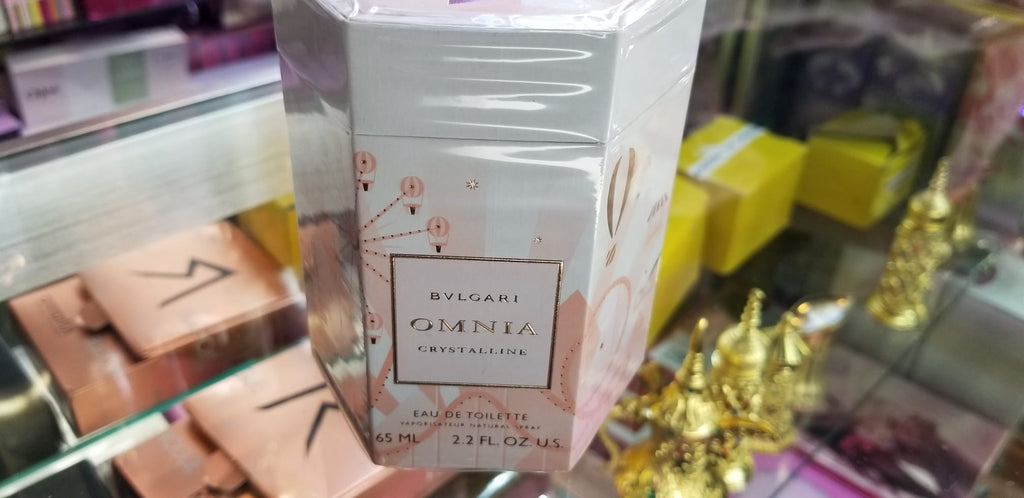 BVLGARI
OMNIA
CRYSTALLINE
EAU DE TOILETTE
VAPORISATEUR NATURAL SPRAY
65 ML 2.2 FL. OZ. U.S.